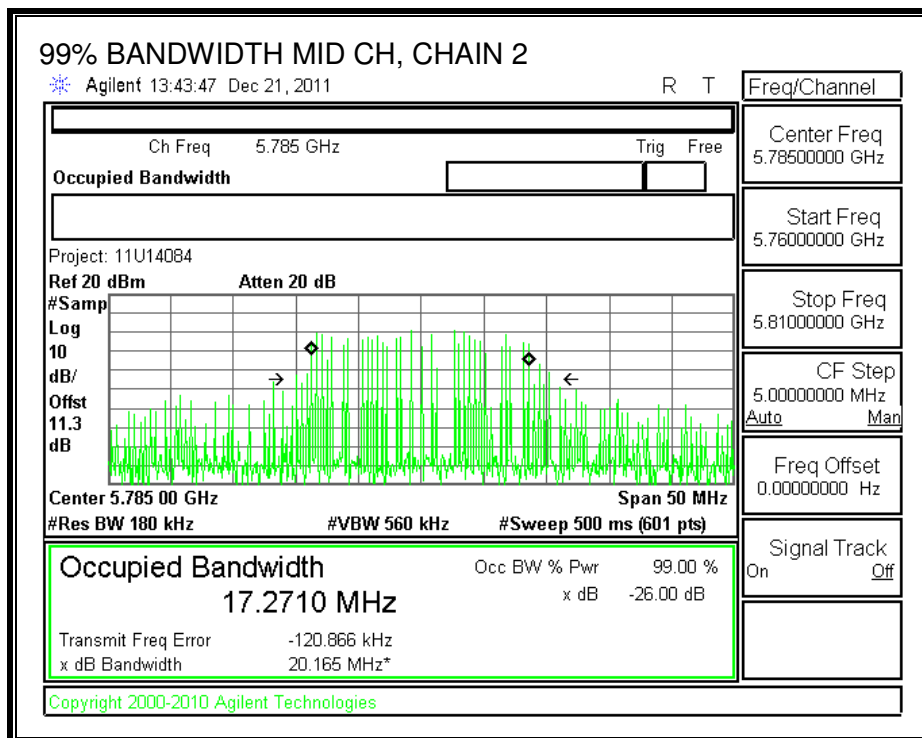 99% BANDWIDTH MID CH, CHAIN 2
Agilent 13:43:47 Dec 21, 2011 R T
Ch Freq 5.785 GHz Trig Free
Occupied Bandwidth
Project: 11U14084
Ref 20 dBm Atten 20 dB
#Samp
Log
10
dB/
Offst
11.3
dB
Center 5.785 00 GHz Span 50 MHz
#Res BW 180 kHz #VBW 560 kHz #Sweep 500 ms (601 pts)
Occupied Bandwidth
17.2710 MHz
Occ BW % Pwr 99.00 %
x dB -26.00 dB
Transmit Freq Error -120.866 kHz
x dB Bandwidth 20.165 MHz*
Copyright 2000-2010 Agilent Technologies
Freq/Channel
Center Freq
5.78500000 GHz
Start Freq
5.76000000 GHz
Stop Freq
5.81000000 GHz
CF Step
5.00000000 MHz
Auto Man
Freq Offset
0.00000000 Hz
Signal Track
On Off